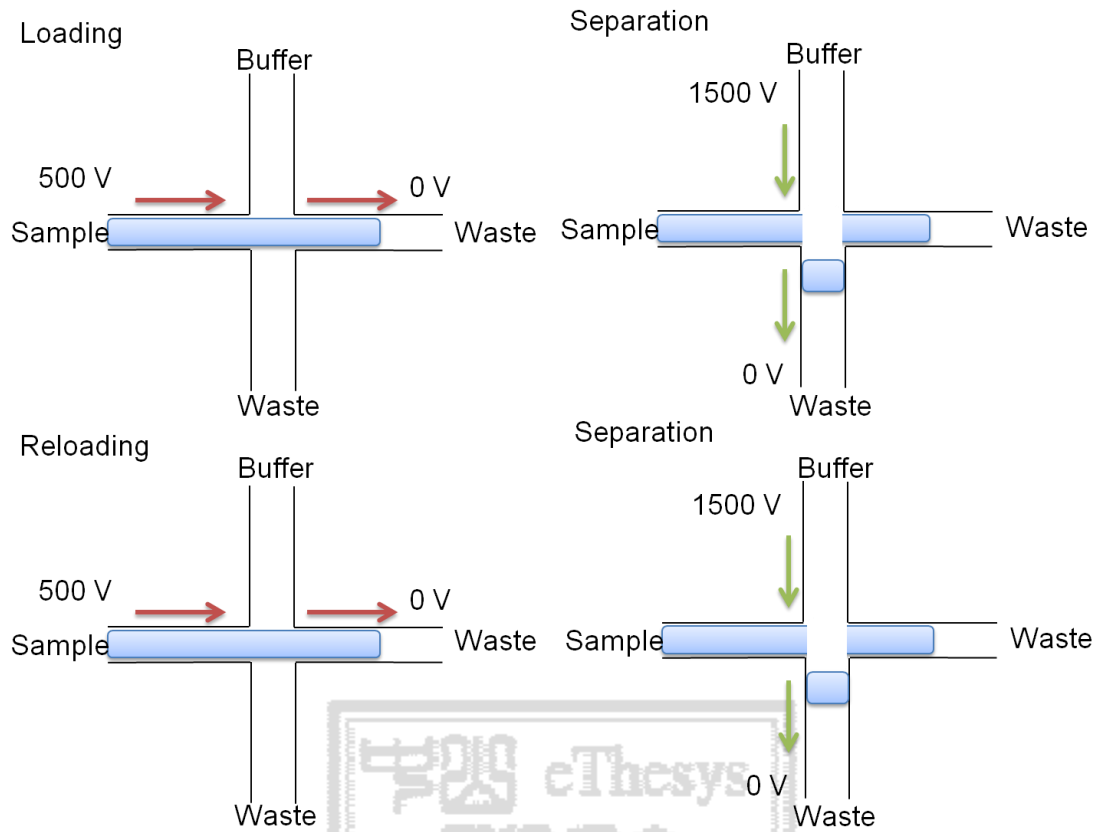 Loading
Buffer
500 V
0 V
Sample
Waste
Waste
Separation
Buffer
1500 V
Sample
Waste
0 V
Waste
Reloading
Buffer
500 V
0 V
Sample
Waste
Waste
Separation
Buffer
1500 V
Sample
Waste
0 V
Waste
eThesys